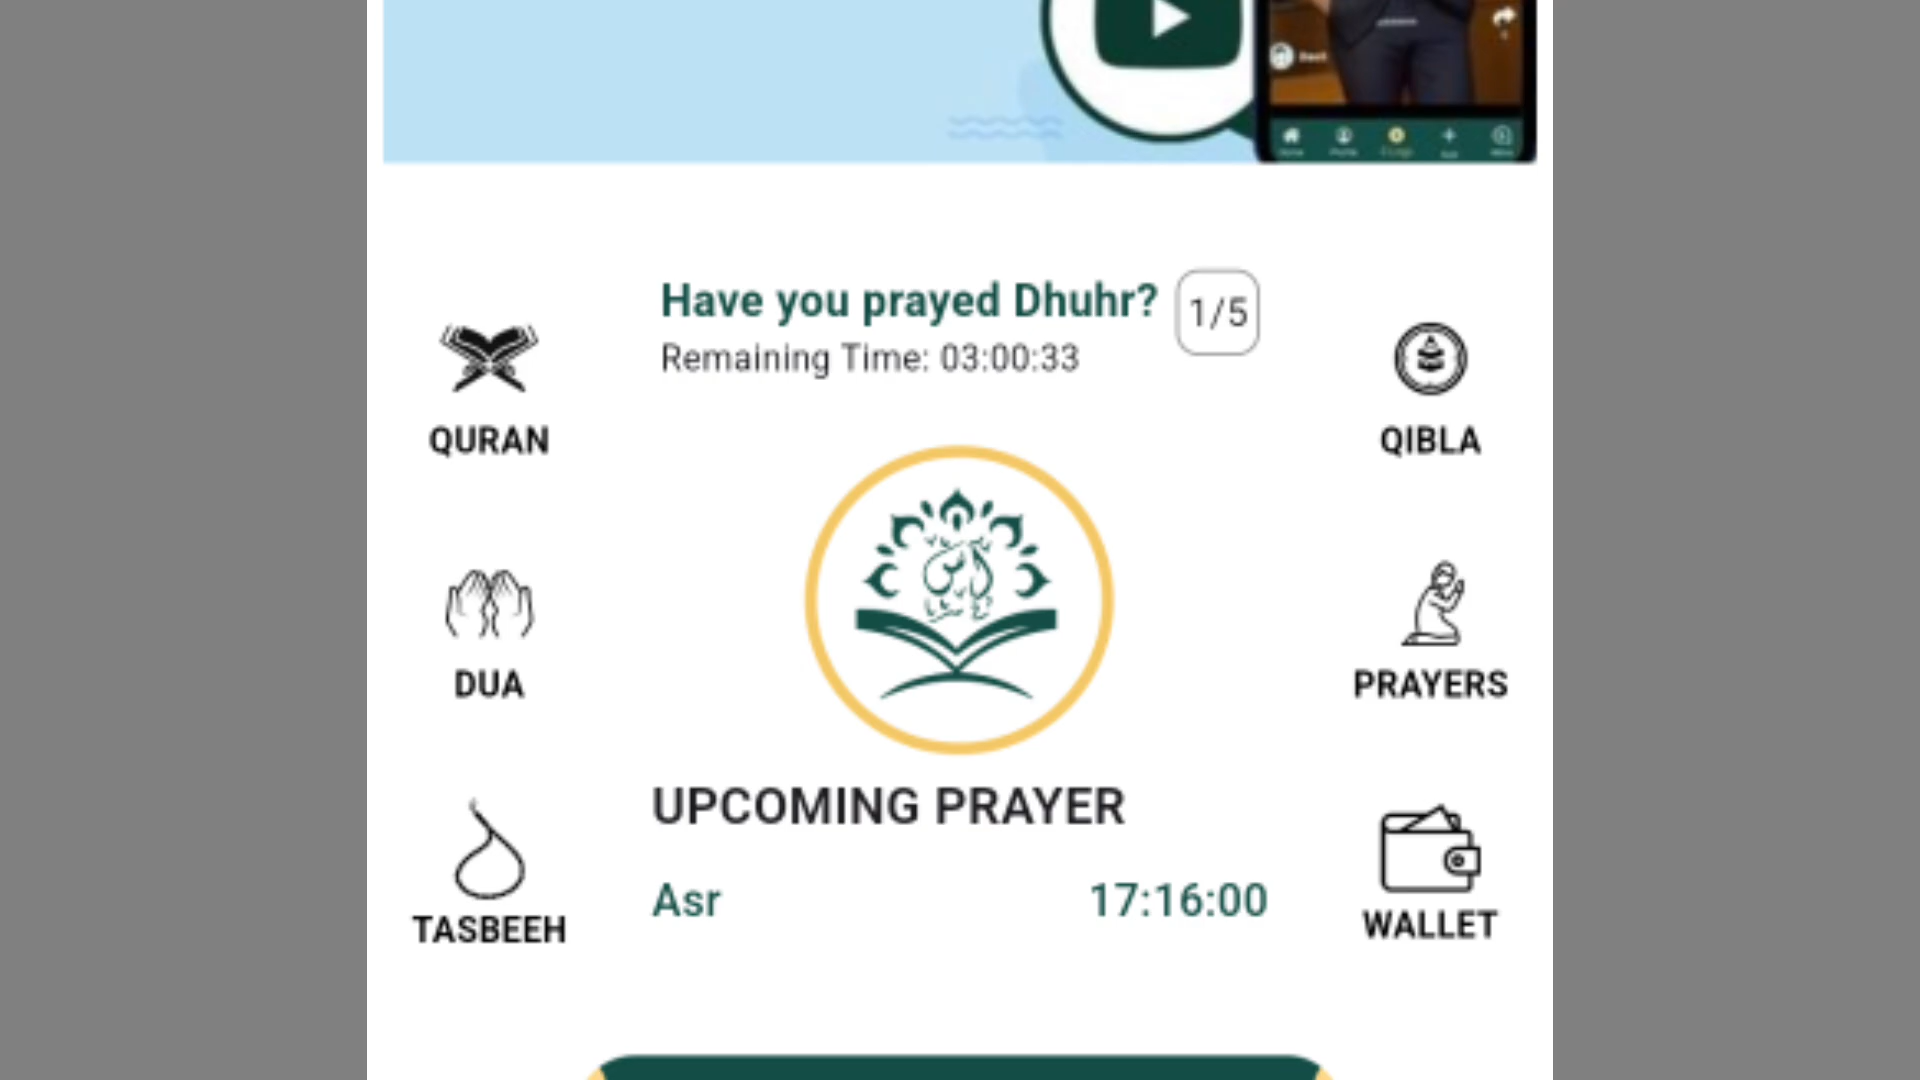 Have you prayed Dhuhr?
1/5
Remaining Time: 03:00:33
QURAN
QIBLA
DUA
PRAYERS
UPCOMING PRAYER
Asr
17:16:00
TASBEEH
WALLET